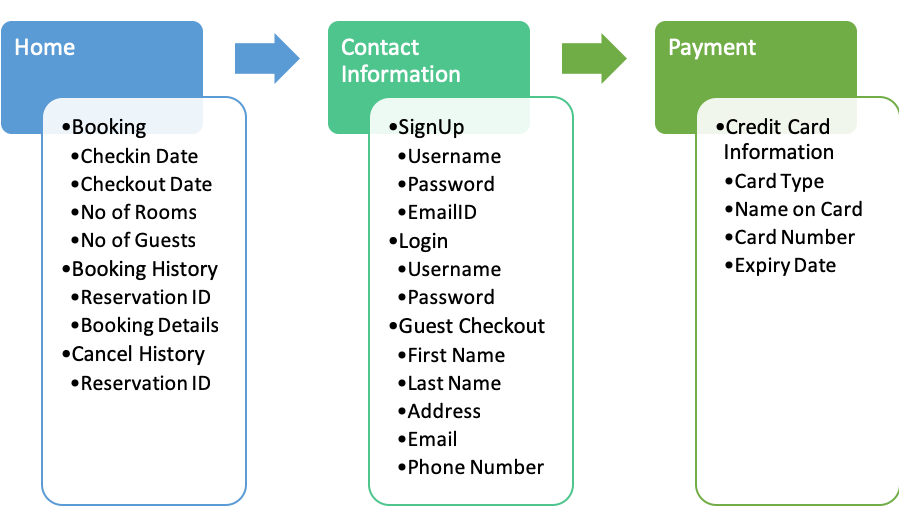 Home
•Booking
•Checkin Date
•Checkout Date
•No of Rooms
•No of Guests
•Booking History
•Reservation ID
•Booking Details
•Cancel History
•Reservation ID
Contact
Information
•SignUp
•Username
•Password
•EmailID
•Login
•Username
•Password
•Guest Checkout
•First Name
•Last Name
•Address
•Email
•Phone Number
Payment
•Credit Card
Information
•Card Type
•Name on Card
•Card Number
•Expiry Date